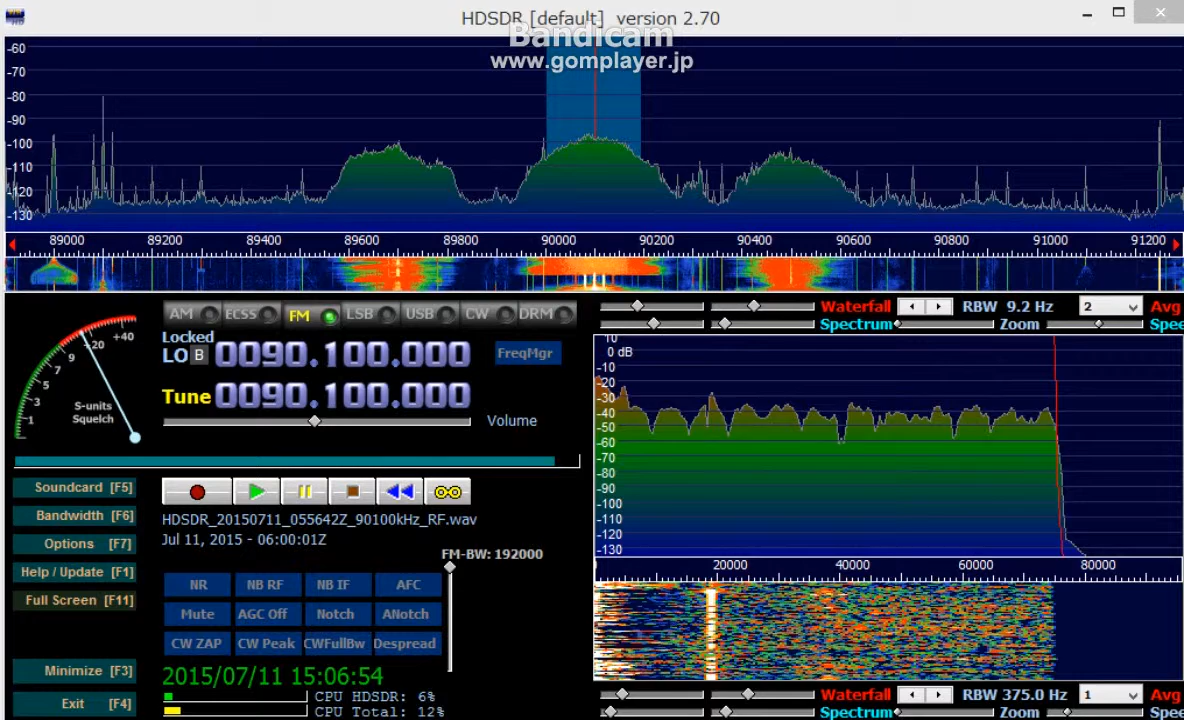 HDSDR [default] version 2.70
Bandicam
www.gomplayer.jp
-60
-70
-80
-90
-100
-110
-120
-130
89000 89200 89400 89600 89800 90000 90200 90400 90600 90800 91000 91200
AM ECSS FM LSB USB CW DRM
Waterfall RBW 9.2 Hz 2 Avg
Spectrum Zoom Spee
+40
+20
9
7
5
3
1
S-units
Squelch
Locked
LO B 0090.100.000 FreqMgr
Tune 0090.100.000
Volume
10
0 dB
-10
-20
-30
-40
-50
-60
-70
-80
-90
-100
-110
-120
-130
20000 40000 60000 80000
Soundcard [F5]
Bandwidth [F6]
Options [F7]
Help / Update [F1]
Full Screen [F11]
Minimize [F3]
Exit [F4]
HDSDR_20150711_055642Z_90100kHz_RF.wav
Jul 11, 2015 - 06:00:01Z
FM-BW: 192000
NR NB RF NB IF AFC
Mute AGC Off Notch ANotch
CW ZAP CW Peak CWFullBw Despread
2015/07/11 15:06:54
CPU HDSDR: 6%
CPU Total: 12%
Waterfall RBW 375.0 Hz 1 Avg
Spectrum Zoom Spee